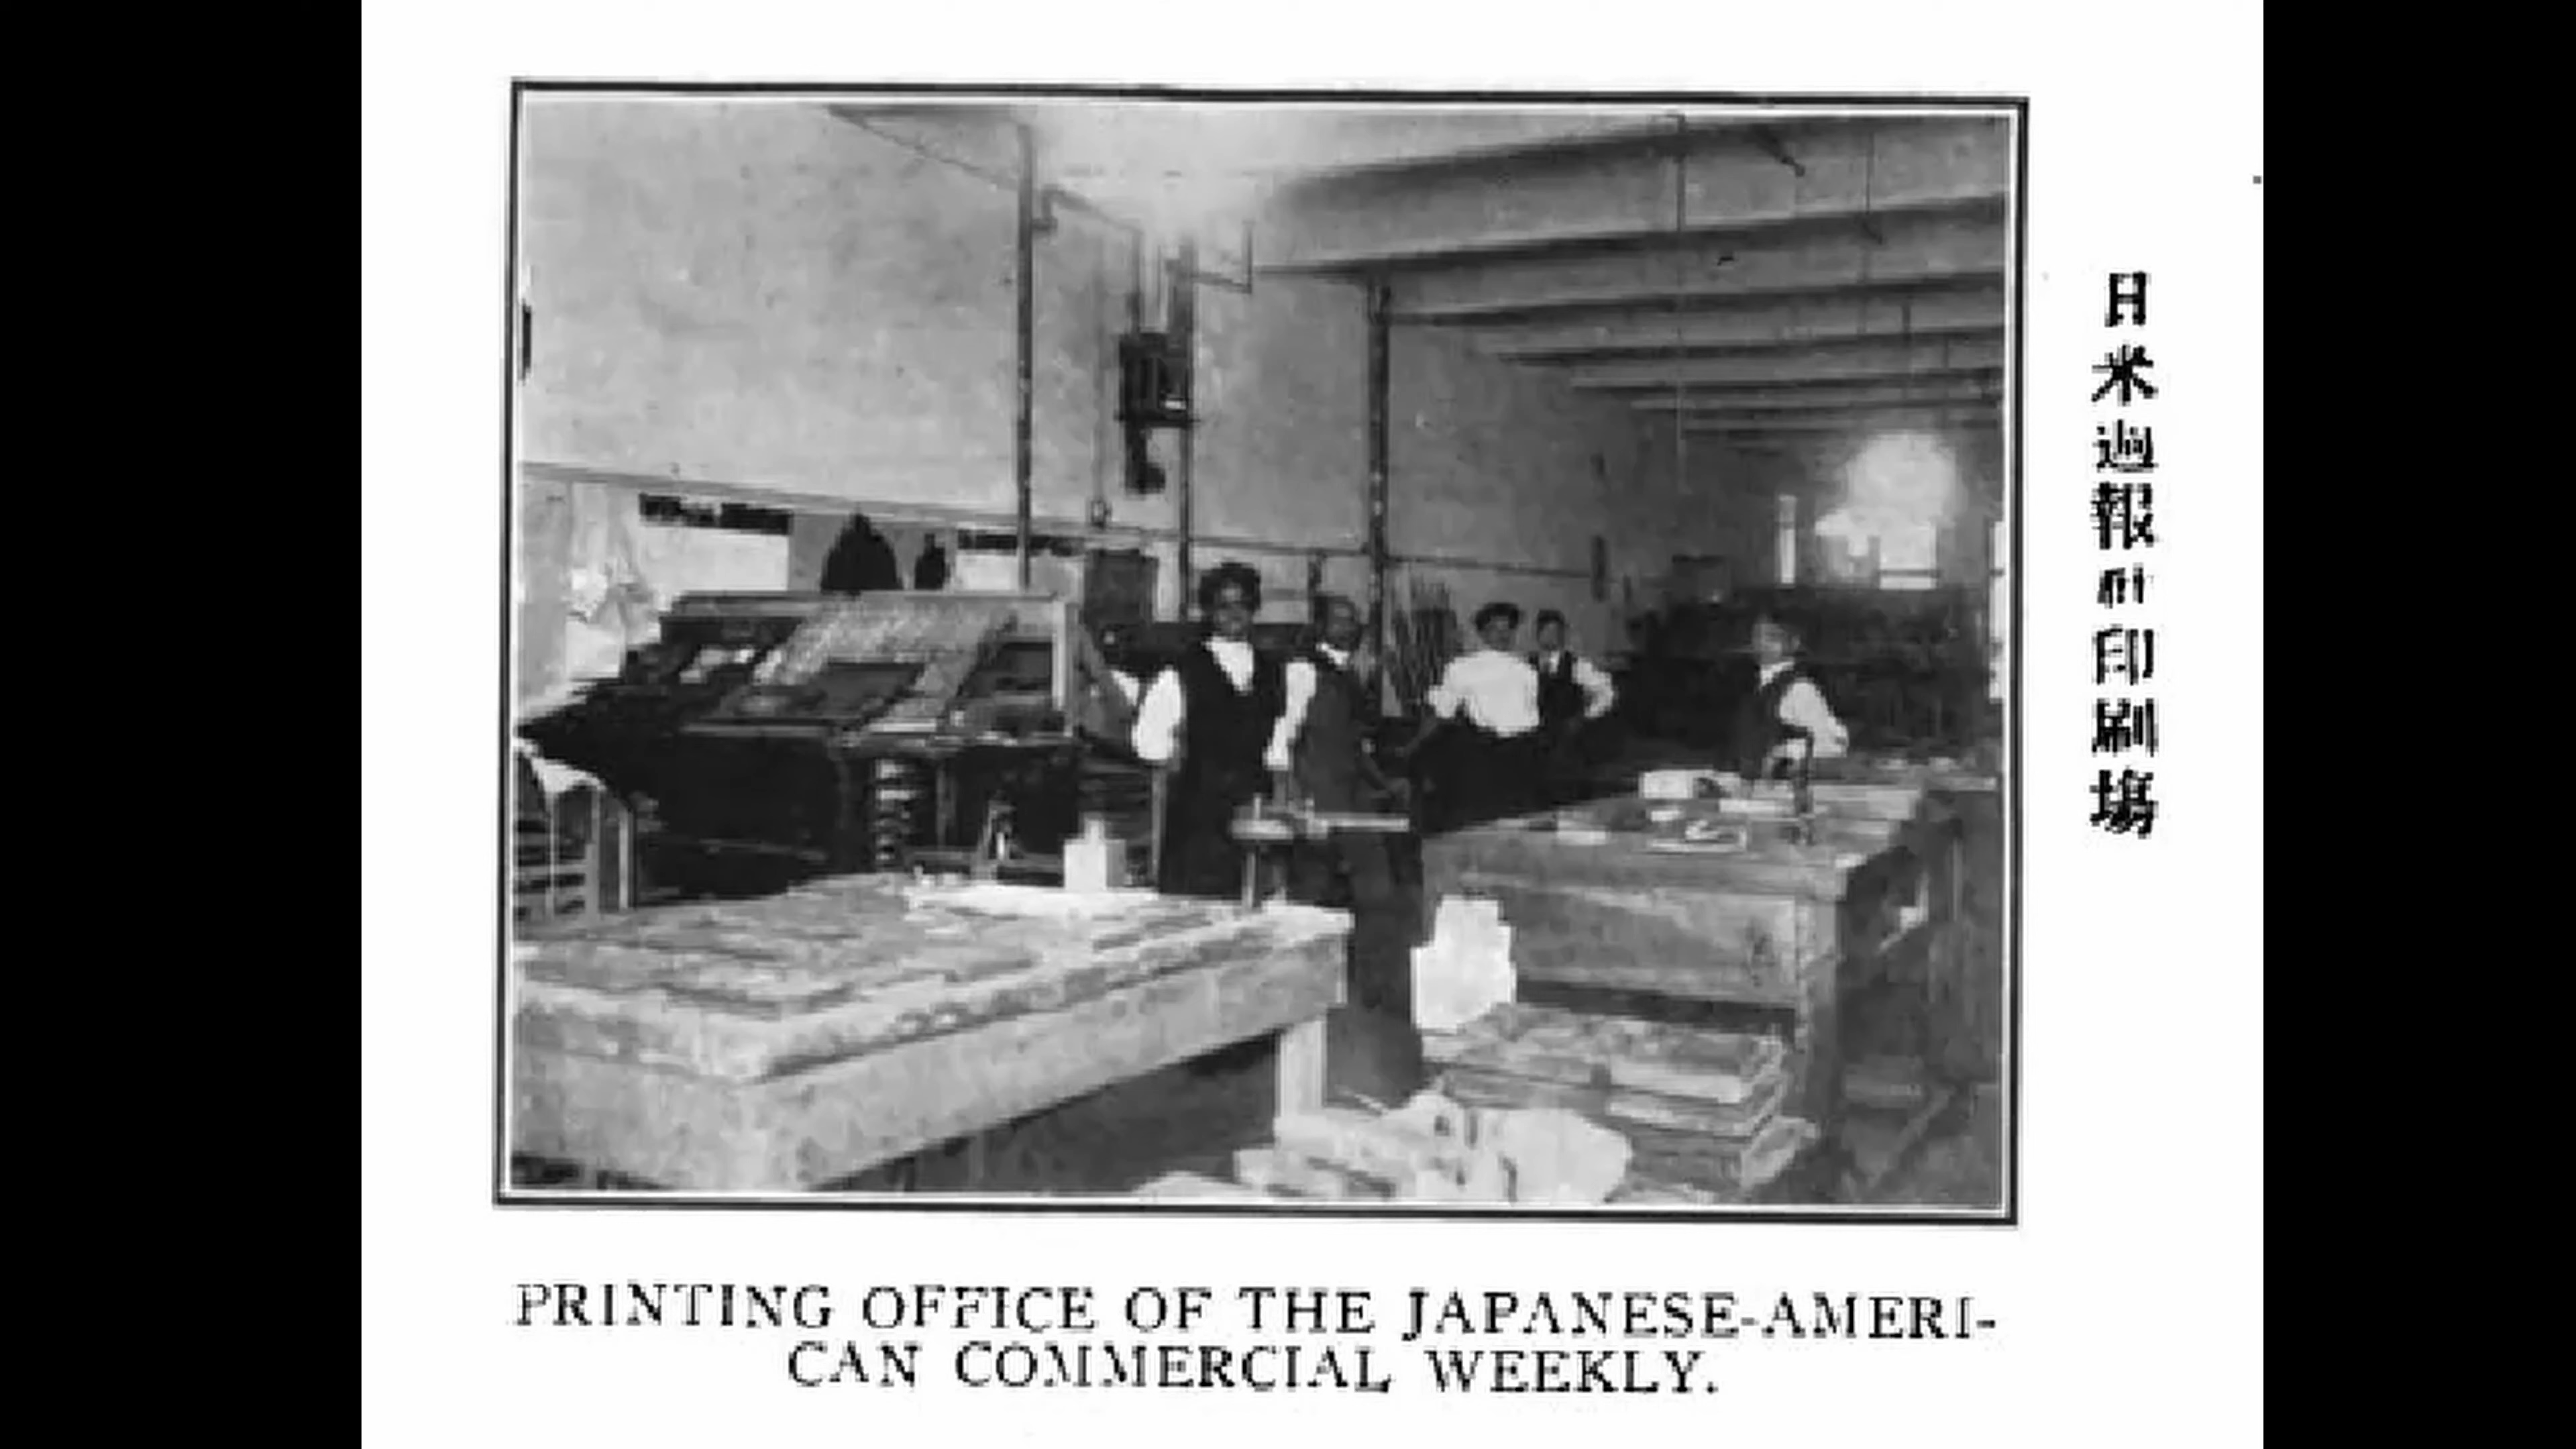 日米週報社印刷場
PRINTING OFFICE OF THE JAPANESE-AMERI-
CAN COMMERCIAL WEEKLY.